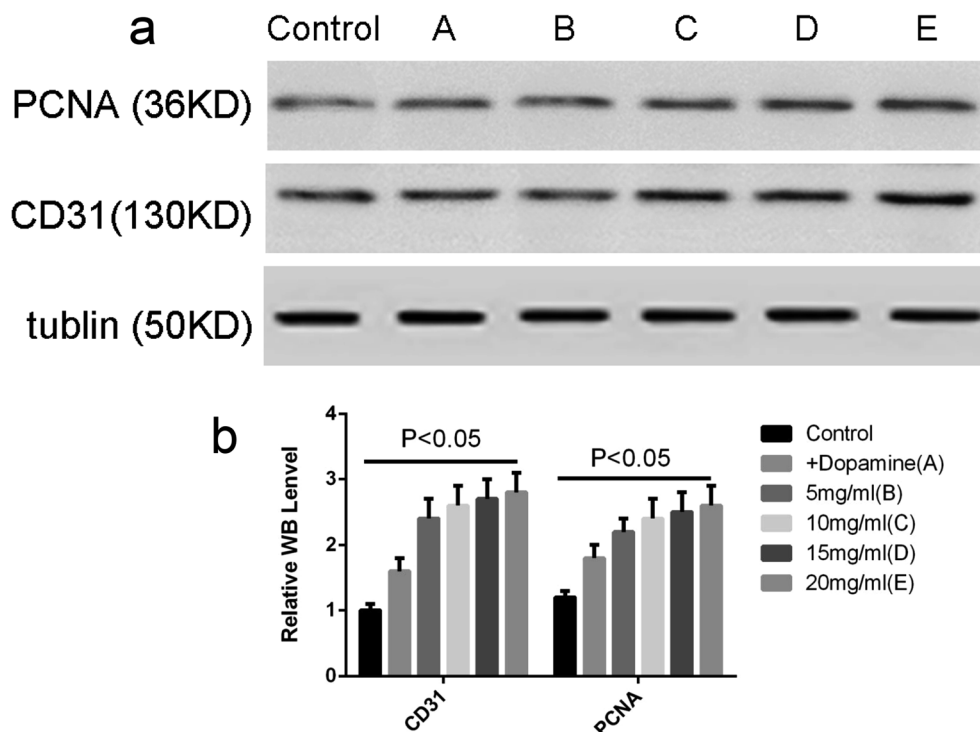 a
Control A B C D E
PCNA (36KD)
CD31(130KD)
tublin (50KD)
b
Relative WB Lenvel
4
3
2
1
0
P<0.05
P<0.05
CD31
PCNA
Control
+Dopamine(A)
5mg/ml(B)
10mg/ml(C)
15mg/ml(D)
20mg/ml(E)